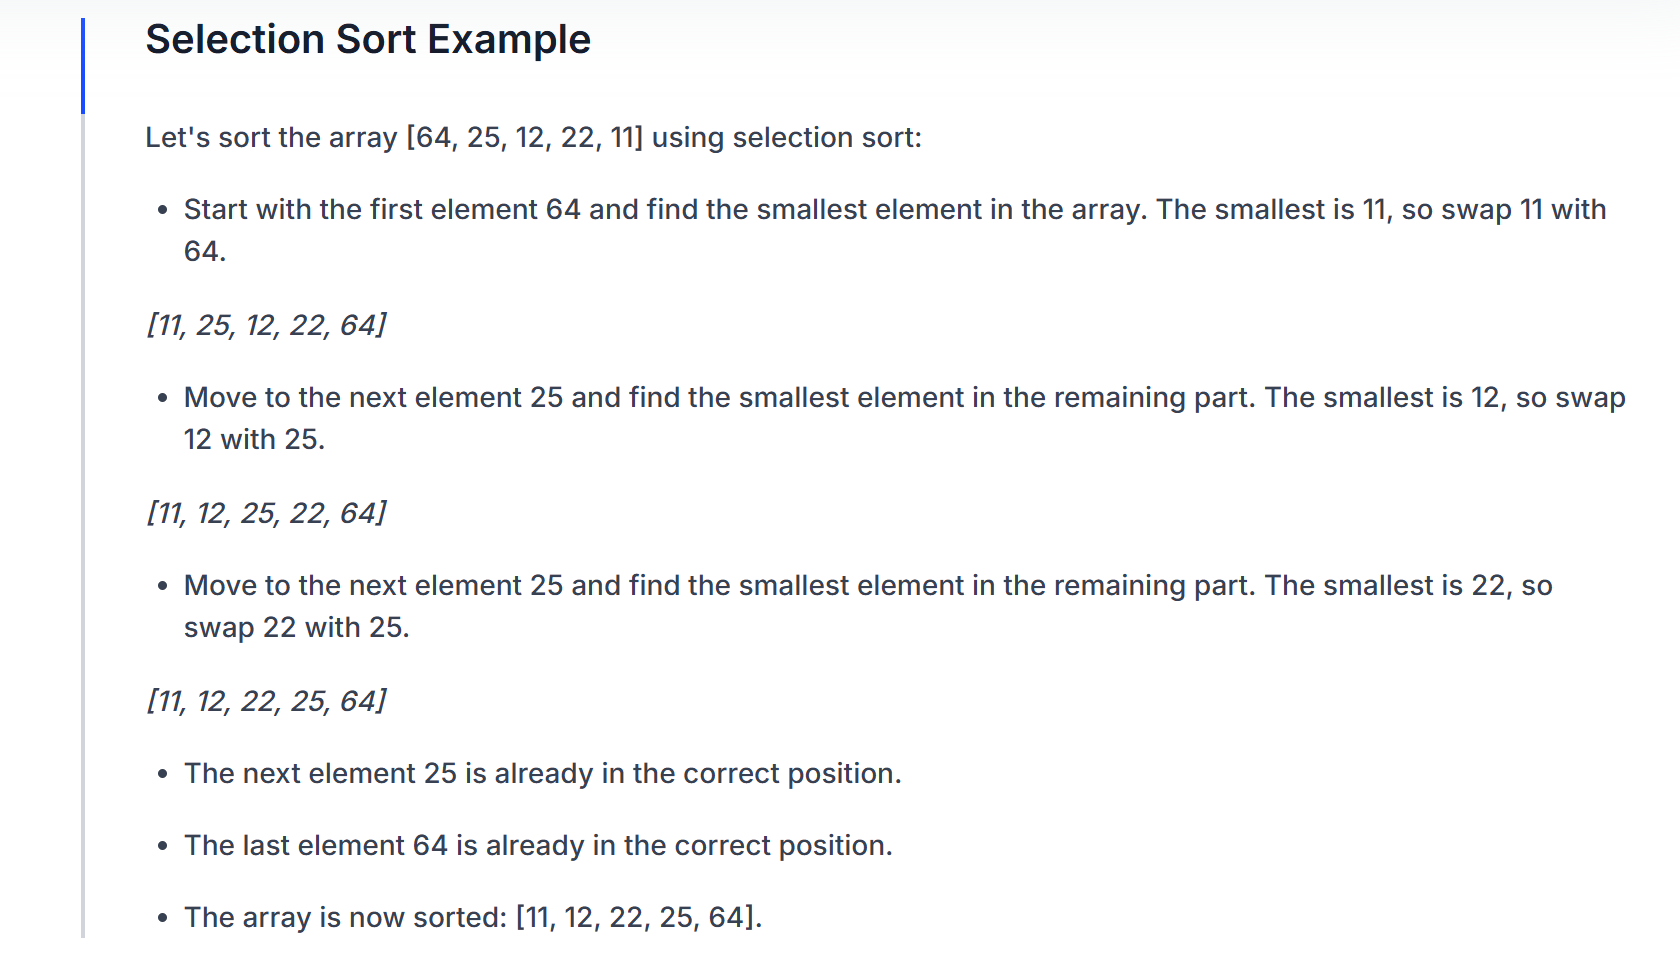 Selection Sort Example
Let's sort the array [64, 25, 12, 22, 11] using selection sort:
• Start with the first element 64 and find the smallest element in the array. The smallest is 11, so swap 11 with
64.
[11, 25, 12, 22, 64]
• Move to the next element 25 and find the smallest element in the remaining part. The smallest is 12, so swap
12 with 25.
[11, 12, 25, 22, 64]
• Move to the next element 25 and find the smallest element in the remaining part. The smallest is 22, so
swap 22 with 25.
[11, 12, 22, 25, 64]
• The next element 25 is already in the correct position.
• The last element 64 is already in the correct position.
• The array is now sorted: [11, 12, 22, 25, 64].